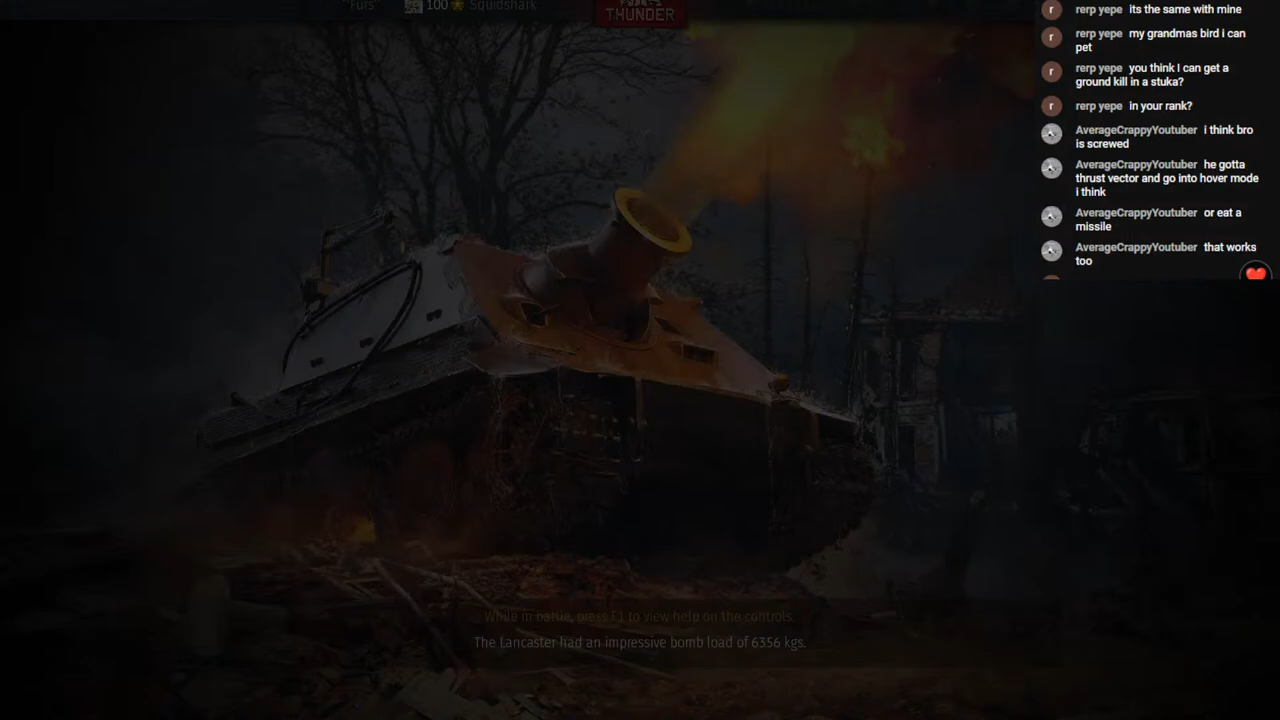 "Furs" 100 Squidshark
THUNDER
r rerp yepe its the same with mine
r rerp yepe my grandmas bird i can
pet
r rerp yepe you think I can get a
ground kill in a stuka?
r rerp yepe in your rank?
AverageCrappyYoutuber i think bro
is screwed
AverageCrappyYoutuber he gotta
thrust vector and go into hover mode
i think
AverageCrappyYoutuber or eat a
missile
AverageCrappyYoutuber that works
too
While in battle, press F1 to view help on the controls.
The Lancaster had an impressive bomb load of 6356 kgs.